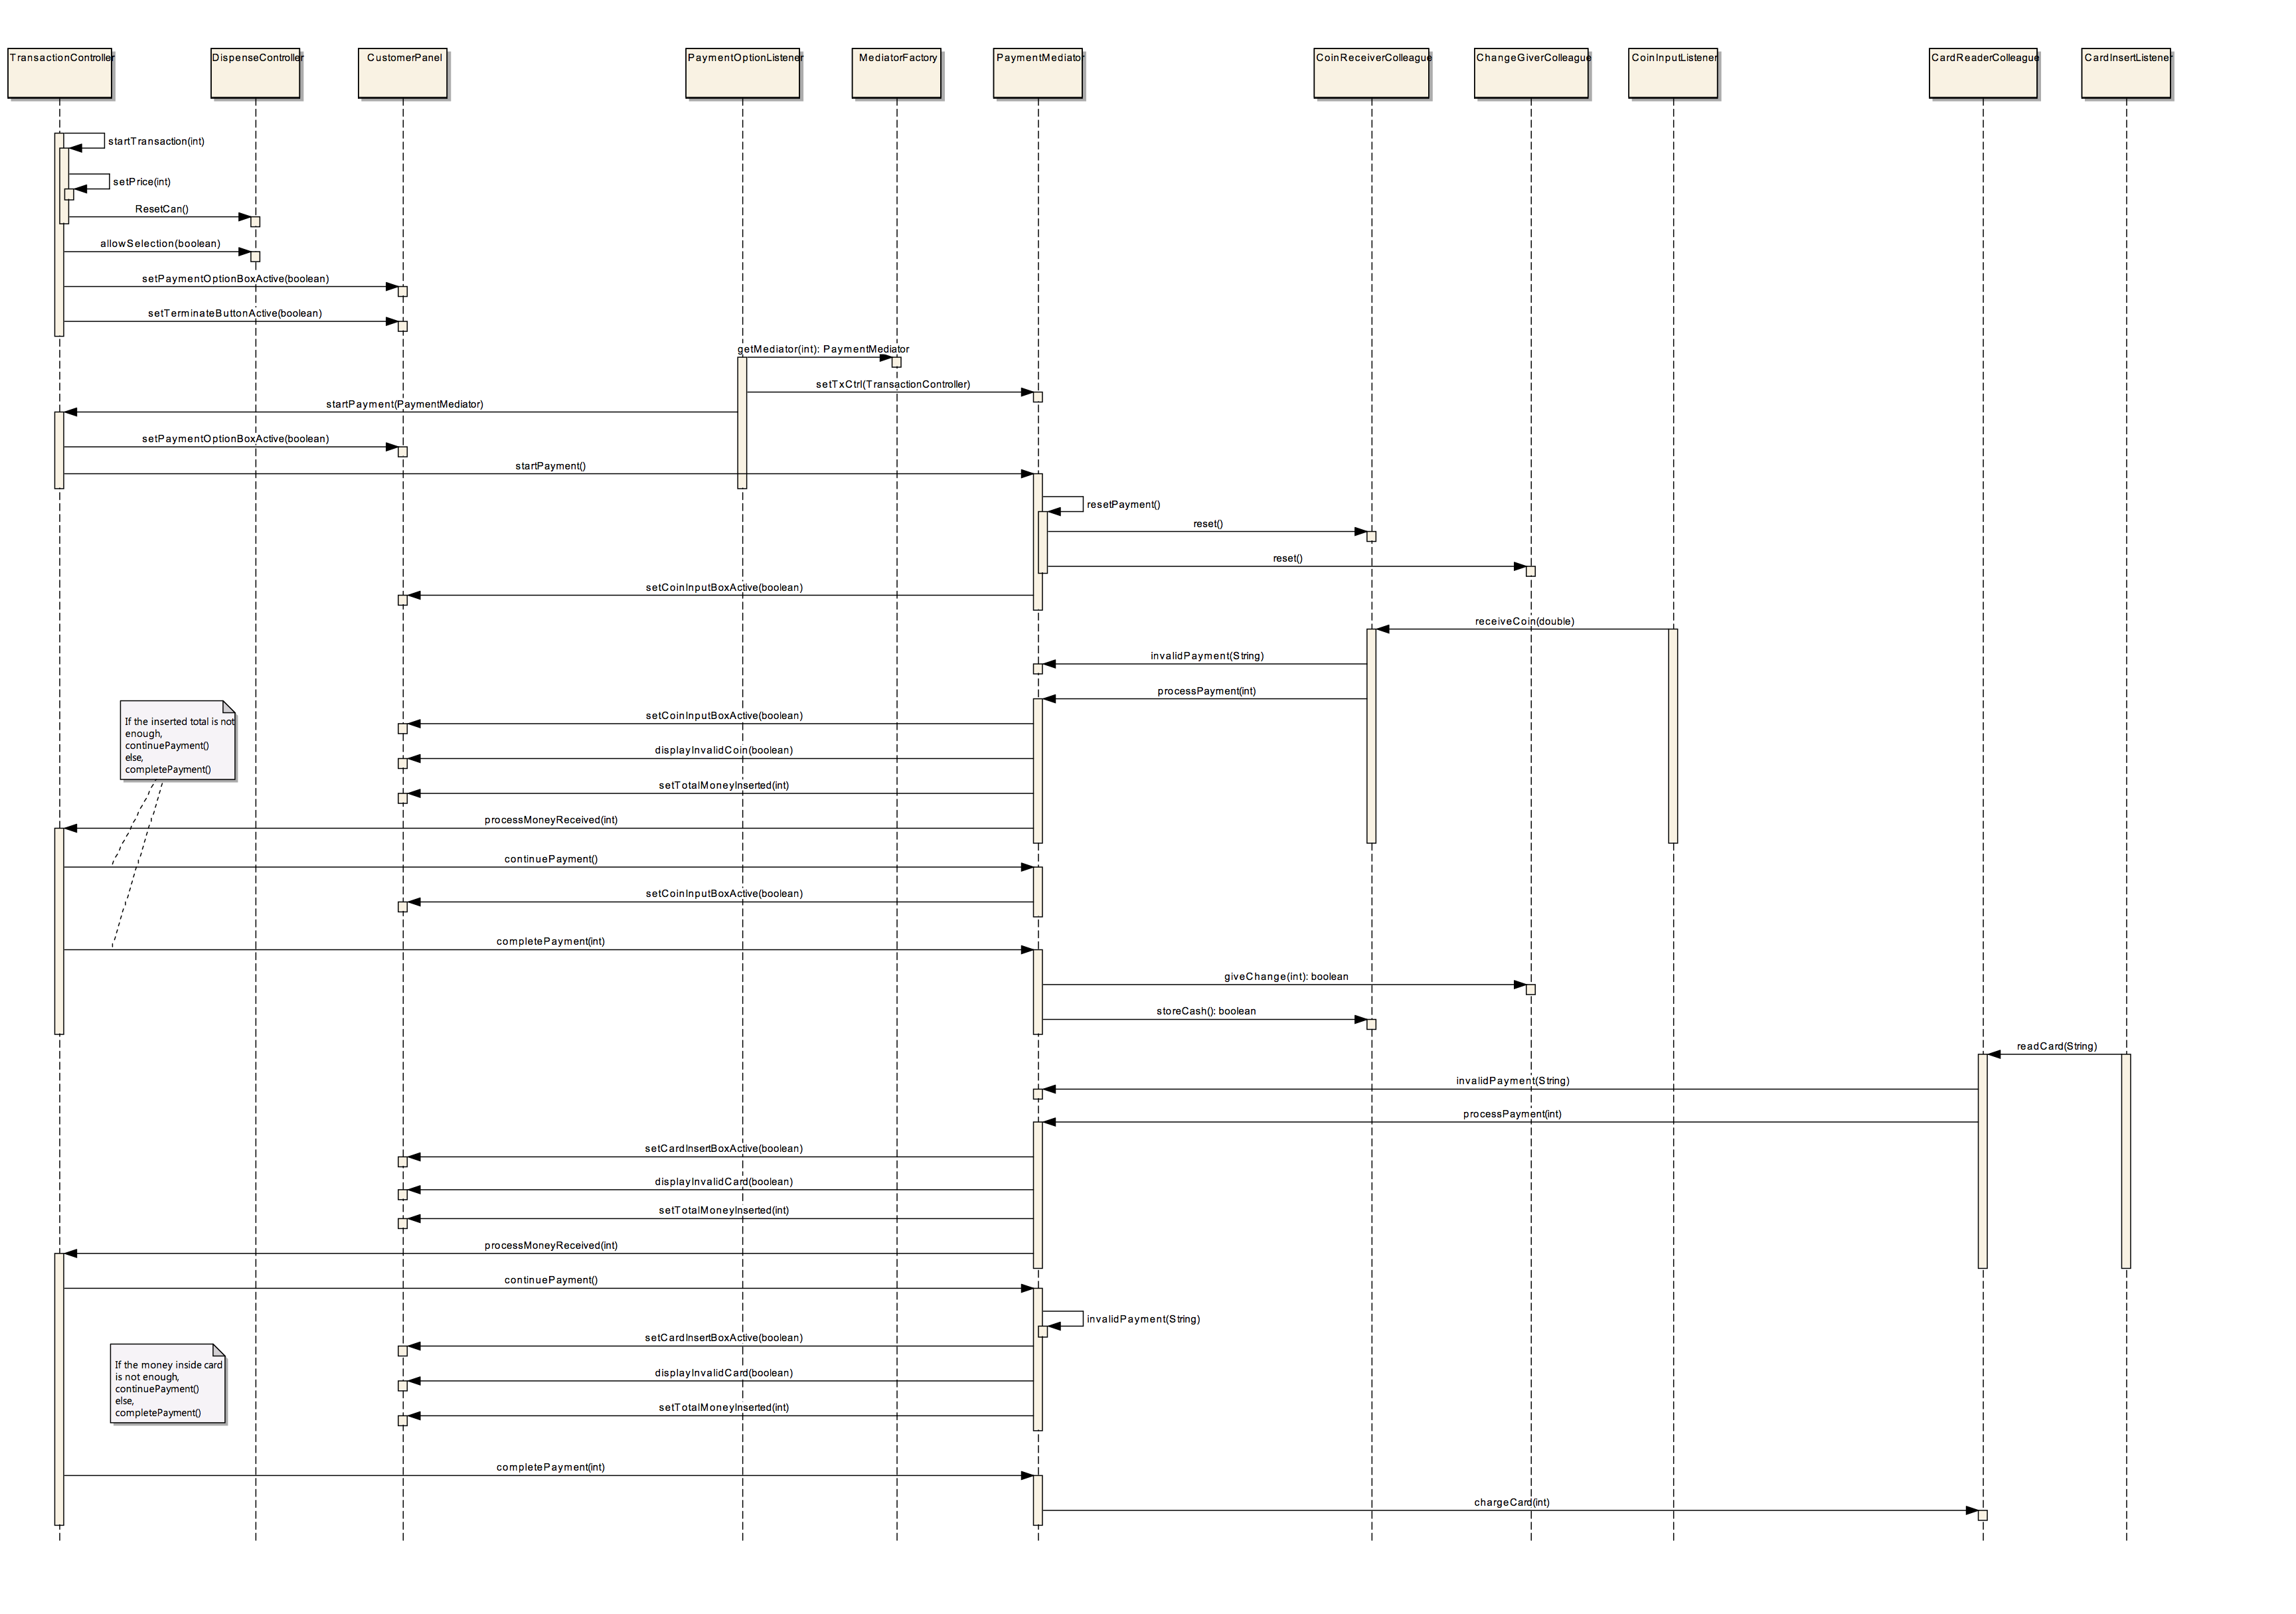 TransactionController
DispenseController
CustomerPanel
PaymentOptionListener
MediatorFactory
PaymentMediator
CoinReceiverColleague
ChangeGiverColleague
CoinInputListener
CardReaderColleague
CardInsertListener
startTransaction(int)
setPrice(int)
ResetCan()
allowSelection(boolean)
setPaymentOptionBoxActive(boolean)
setTerminateButtonActive(boolean)
getMediator(int): PaymentMediator
setTxCtrl(TransactionController)
startPayment(PaymentMediator)
setPaymentOptionBoxActive(boolean)
startPayment()
resetPayment()
reset()
reset()
setCoinInputBoxActive(boolean)
receiveCoin(double)
invalidPayment(String)
processPayment(int)
If the inserted total is not
enough,
continuePayment()
else,
completePayment()
setCoinInputBoxActive(boolean)
displayInvalidCoin(boolean)
setTotalMoneyInserted(int)
processMoneyReceived(int)
continuePayment()
setCoinInputBoxActive(boolean)
completePayment(int)
giveChange(int): boolean
storeCash(): boolean
readCard(String)
invalidPayment(String)
processPayment(int)
setCardInsertBoxActive(boolean)
displayInvalidCard(boolean)
setTotalMoneyInserted(int)
processMoneyReceived(int)
continuePayment()
invalidPayment(String)
setCardInsertBoxActive(boolean)
If the money inside card
is not enough,
continuePayment()
else,
completePayment()
displayInvalidCard(boolean)
setTotalMoneyInserted(int)
completePayment(int)
chargeCard(int)